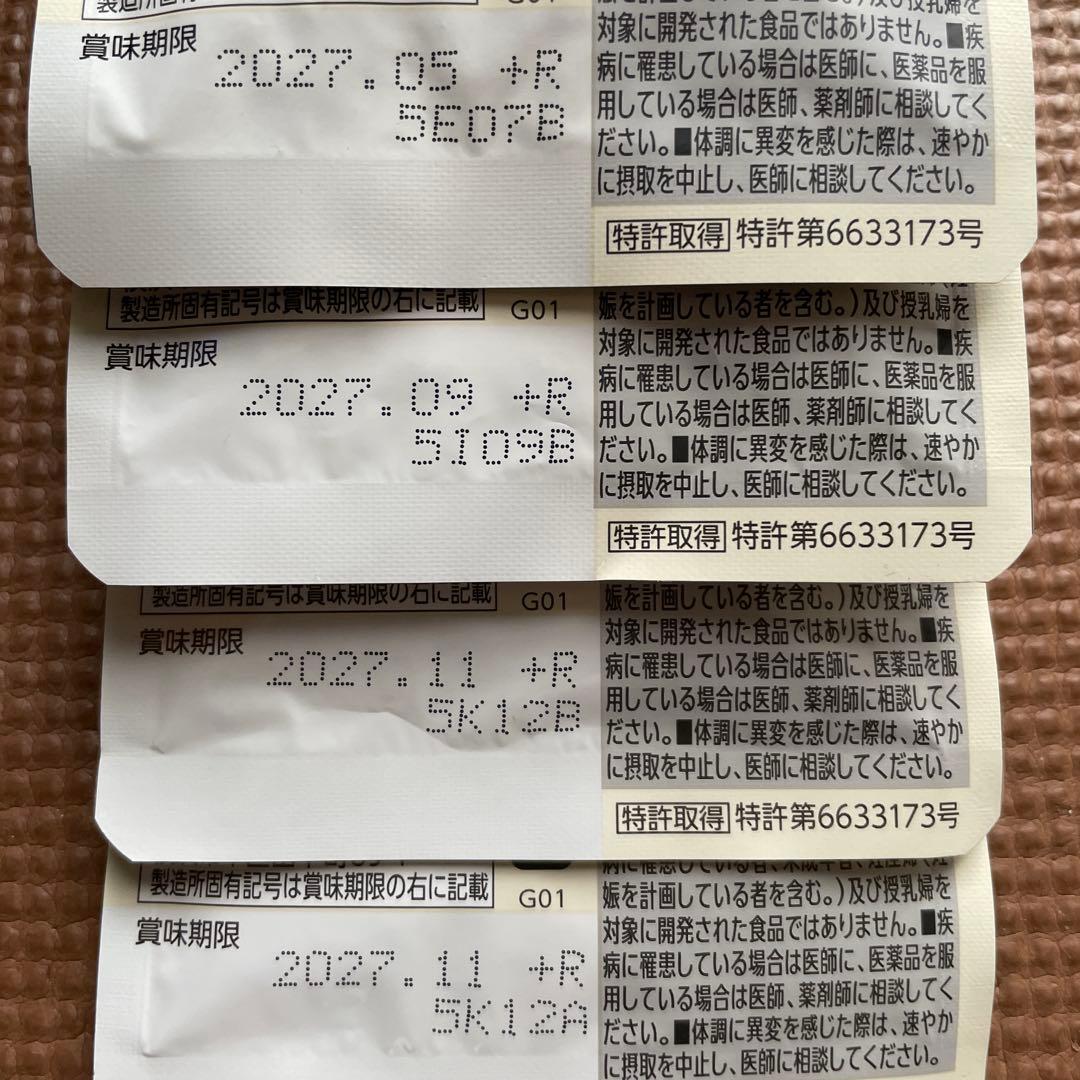 製造所固有
G01
賞味期限
2027.05 +R
5E07B
対象に開発された食品ではありません。■疾
病に罹患している場合は医師に、医薬品を服
用している場合は医師、薬剤師に相談してく
ださい。■体調に異変を感じた際は、速やか
に摂取を中止し、医師に相談してください。
特許取得 特許第6633173号
製造所固有記号は賞味期限の右に記載
G01
賞味期限
2027.09 +R
5I09B
娠を計画している者を含む。)及び授乳婦を
対象に開発された食品ではありません。■疾
病に罹患している場合は医師に、医薬品を服
用している場合は医師、薬剤師に相談してく
ださい。■体調に異変を感じた際は、速やか
に摂取を中止し、医師に相談してください。
特許取得 特許第6633173号
製造所固有記号は賞味期限の右に記載
G01
賞味期限
2027.11 +R
5K12B
娠を計画している者を含む。)及び授乳婦を
対象に開発された食品ではありません。■疾
病に罹患している場合は医師に、医薬品を服
用している場合は医師、薬剤師に相談してく
ださい。■体調に異変を感じた際は、速やか
に摂取を中止し、医師に相談してください。
特許取得 特許第6633173号
製造所固有記号は賞味期限の右に記載
G01
賞味期限
2027.11 +R
5K12A
娠を計画している者を含む。)及び授乳婦を
対象に開発された食品ではありません。■疾
病に罹患している場合は医師に、医薬品を服
用している場合は医師、薬剤師に相談してく
ださい。■体調に異変を感じた際は、速やか
に摂取を中止し、医師に相談してください。